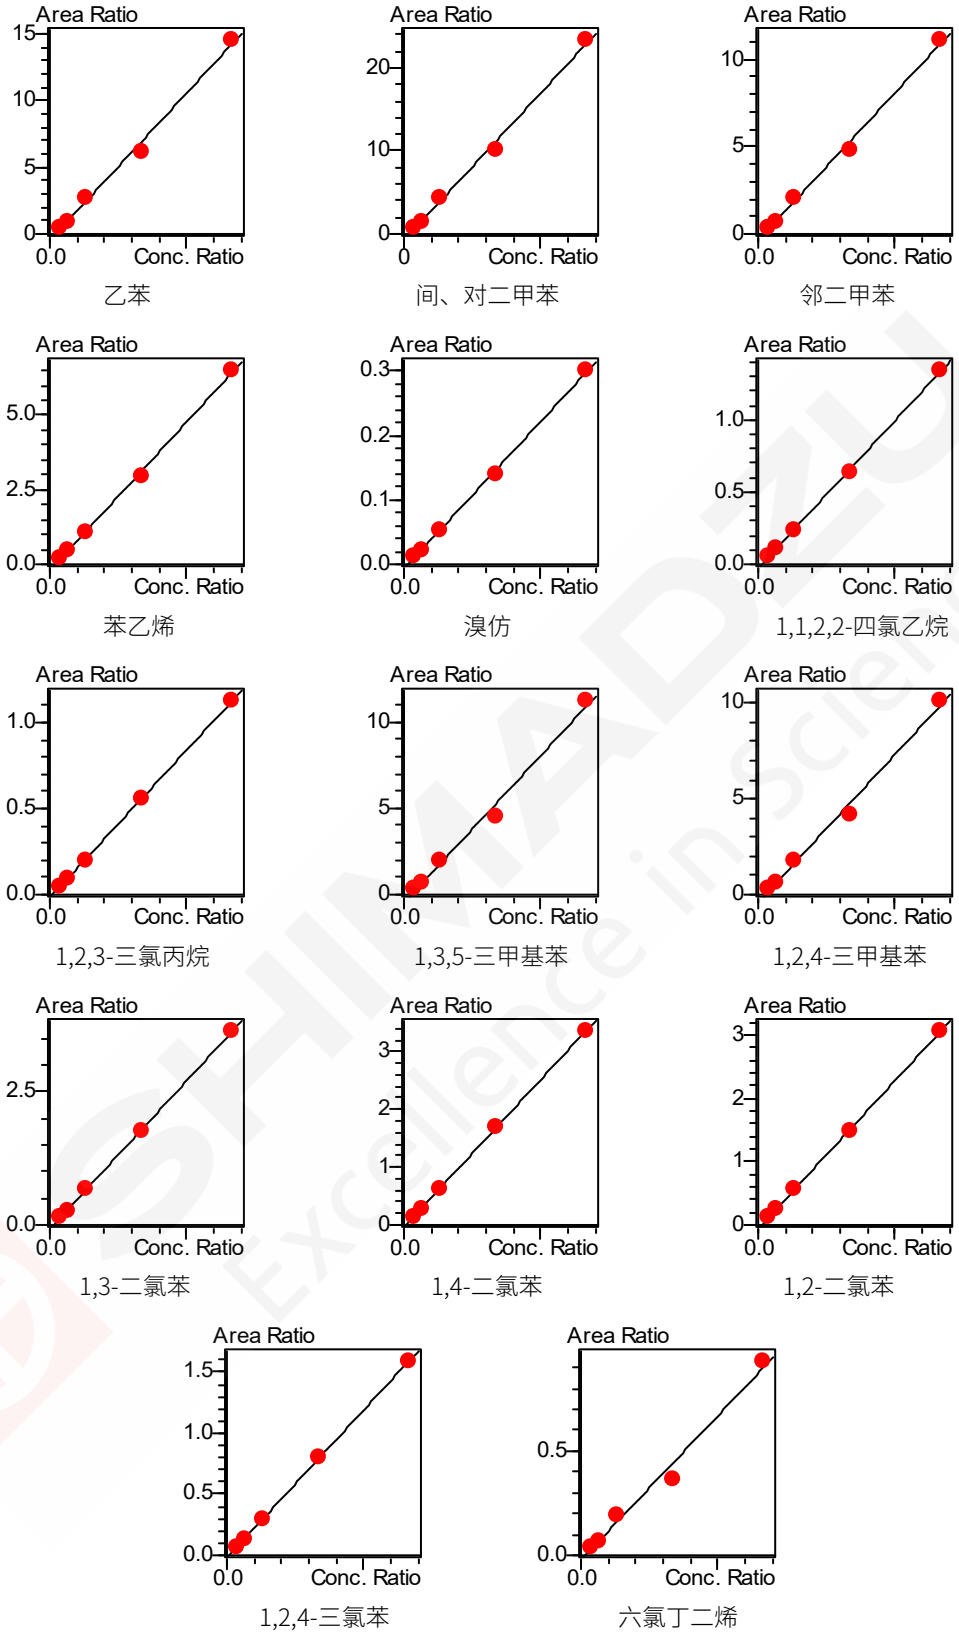 Area Ratio Area Ratio Area Ratio
15 20 10
10 10 5
5 0 0
0
0.0 Conc. Ratio 0 Conc. Ratio 0.0 Conc. Ratio
乙苯 间、对二甲苯 邻二甲苯
Area Ratio Area Ratio Area Ratio
5.0 0.3 1.0
2.5 0.2 0.5
0.0 0.1 0.0
0.0
0.0 Conc. Ratio 0.0 Conc. Ratio 0.0 Conc. Ratio
苯乙烯 溴仿 1,1,2,2-四氯乙烷
Area Ratio Area Ratio Area Ratio
1.0 10 10
0.5 5 5
0.0 0 0
0.0 Conc. Ratio 0.0 Conc. Ratio 0.0 Conc. Ratio
1,2,3-三氯丙烷 1,3,5-三甲基苯 1,2,4-三甲基苯
Area Ratio Area Ratio Area Ratio
2.5 3 3
0.0 2 2
1 1
0 0
0.0 Conc. Ratio 0.0 Conc. Ratio 0.0 Conc. Ratio
1,3-二氯苯 1,4-二氯苯 1,2-二氯苯
Area Ratio Area Ratio
1.5 0.5
1.0 0.0
0.5
0.0
0.0 Conc. Ratio 0.0 Conc. Ratio
1,2,4-三氯苯 六氯丁二烯
SHIMADZU
Excellence in Scien